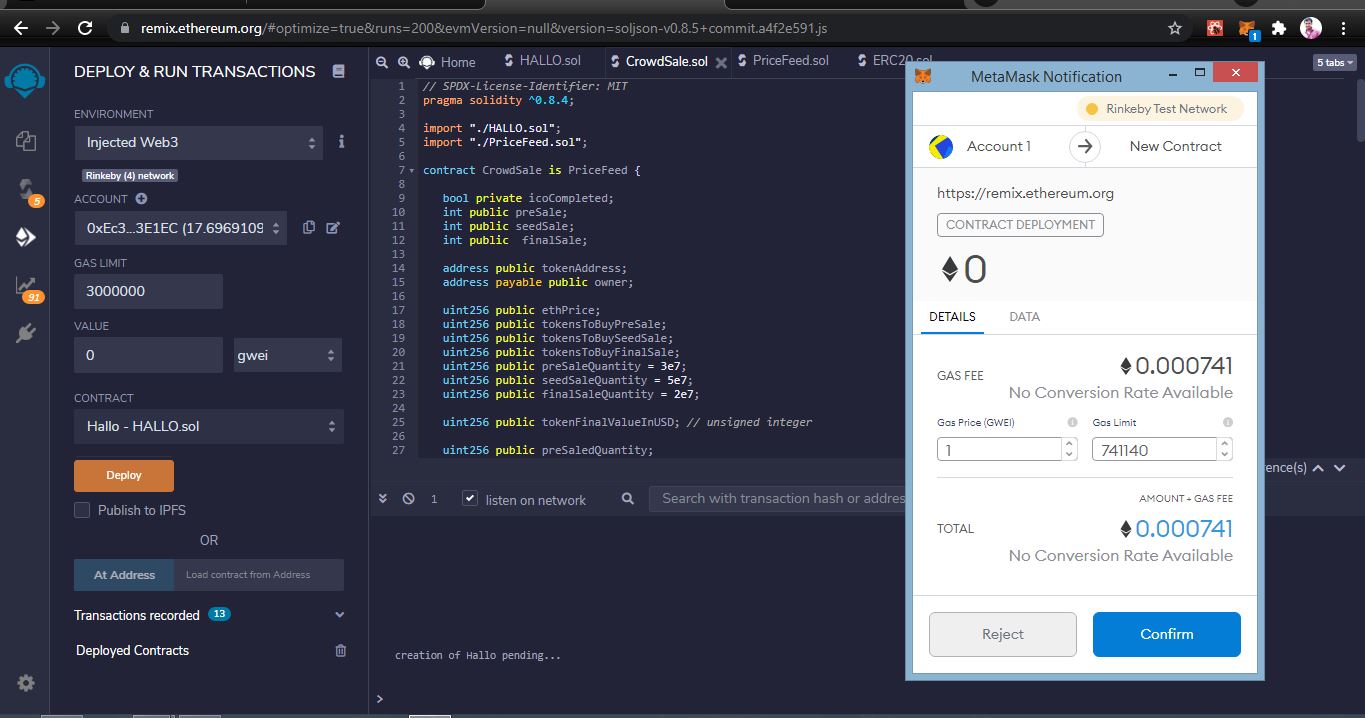 remix.ethereum.org/#optimize=true&runs=200&evmVersion=null&version=soljson-v0.8.5+commit.a4f2e591.js
1
DEPLOY & RUN TRANSACTIONS
ENVIRONMENT
Injected Web3
Rinkeby (4) network
ACCOUNT
0xEc3...3E1EC (17.6969109
GAS LIMIT
3000000
VALUE
0
gwei
CONTRACT
Hallo - HALLO.sol
Deploy
Publish to IPFS
OR
At Address
Load contract from Address
Transactions recorded 13
Deployed Contracts
5
91
Home
HALLO.sol
CrowdSale.sol
PriceFeed.sol
ERC20.sol
5 tabs
1 // SPDX-License-Identifier: MIT
2 pragma solidity ^0.8.4;
3
4 import "./HALLO.sol";
5 import "./PriceFeed.sol";
6
7 contract CrowdSale is PriceFeed {
8
9 bool private icoCompleted;
10 int public preSale;
11 int public seedSale;
12 int public  finalSale;
13
14 address public tokenAddress;
15 address payable public owner;
16
17 uint256 public ethPrice;
18 uint256 public tokensToBuyPreSale;
19 uint256 public tokensToBuySeedSale;
20 uint256 public tokensToBuyFinalSale;
21 uint256 public preSaleQuantity = 3e7;
22 uint256 public seedSaleQuantity = 5e7;
23 uint256 public finalSaleQuantity = 2e7;
24
25 uint256 public tokenFinalValueInUSD; // unsigned integer
26
27 uint256 public preSaledQuantity;
ence(s)
1
listen on network
Search with transaction hash or addres
creation of Hallo pending...
>
MetaMask Notification
Rinkeby Test Network
Account 1
New Contract
https://remix.ethereum.org
CONTRACT DEPLOYMENT
0
DETAILS
DATA
GAS FEE
0.000741
No Conversion Rate Available
Gas Price (GWEI)
Gas Limit
1
741140
AMOUNT + GAS FEE
TOTAL
0.000741
No Conversion Rate Available
Reject
Confirm